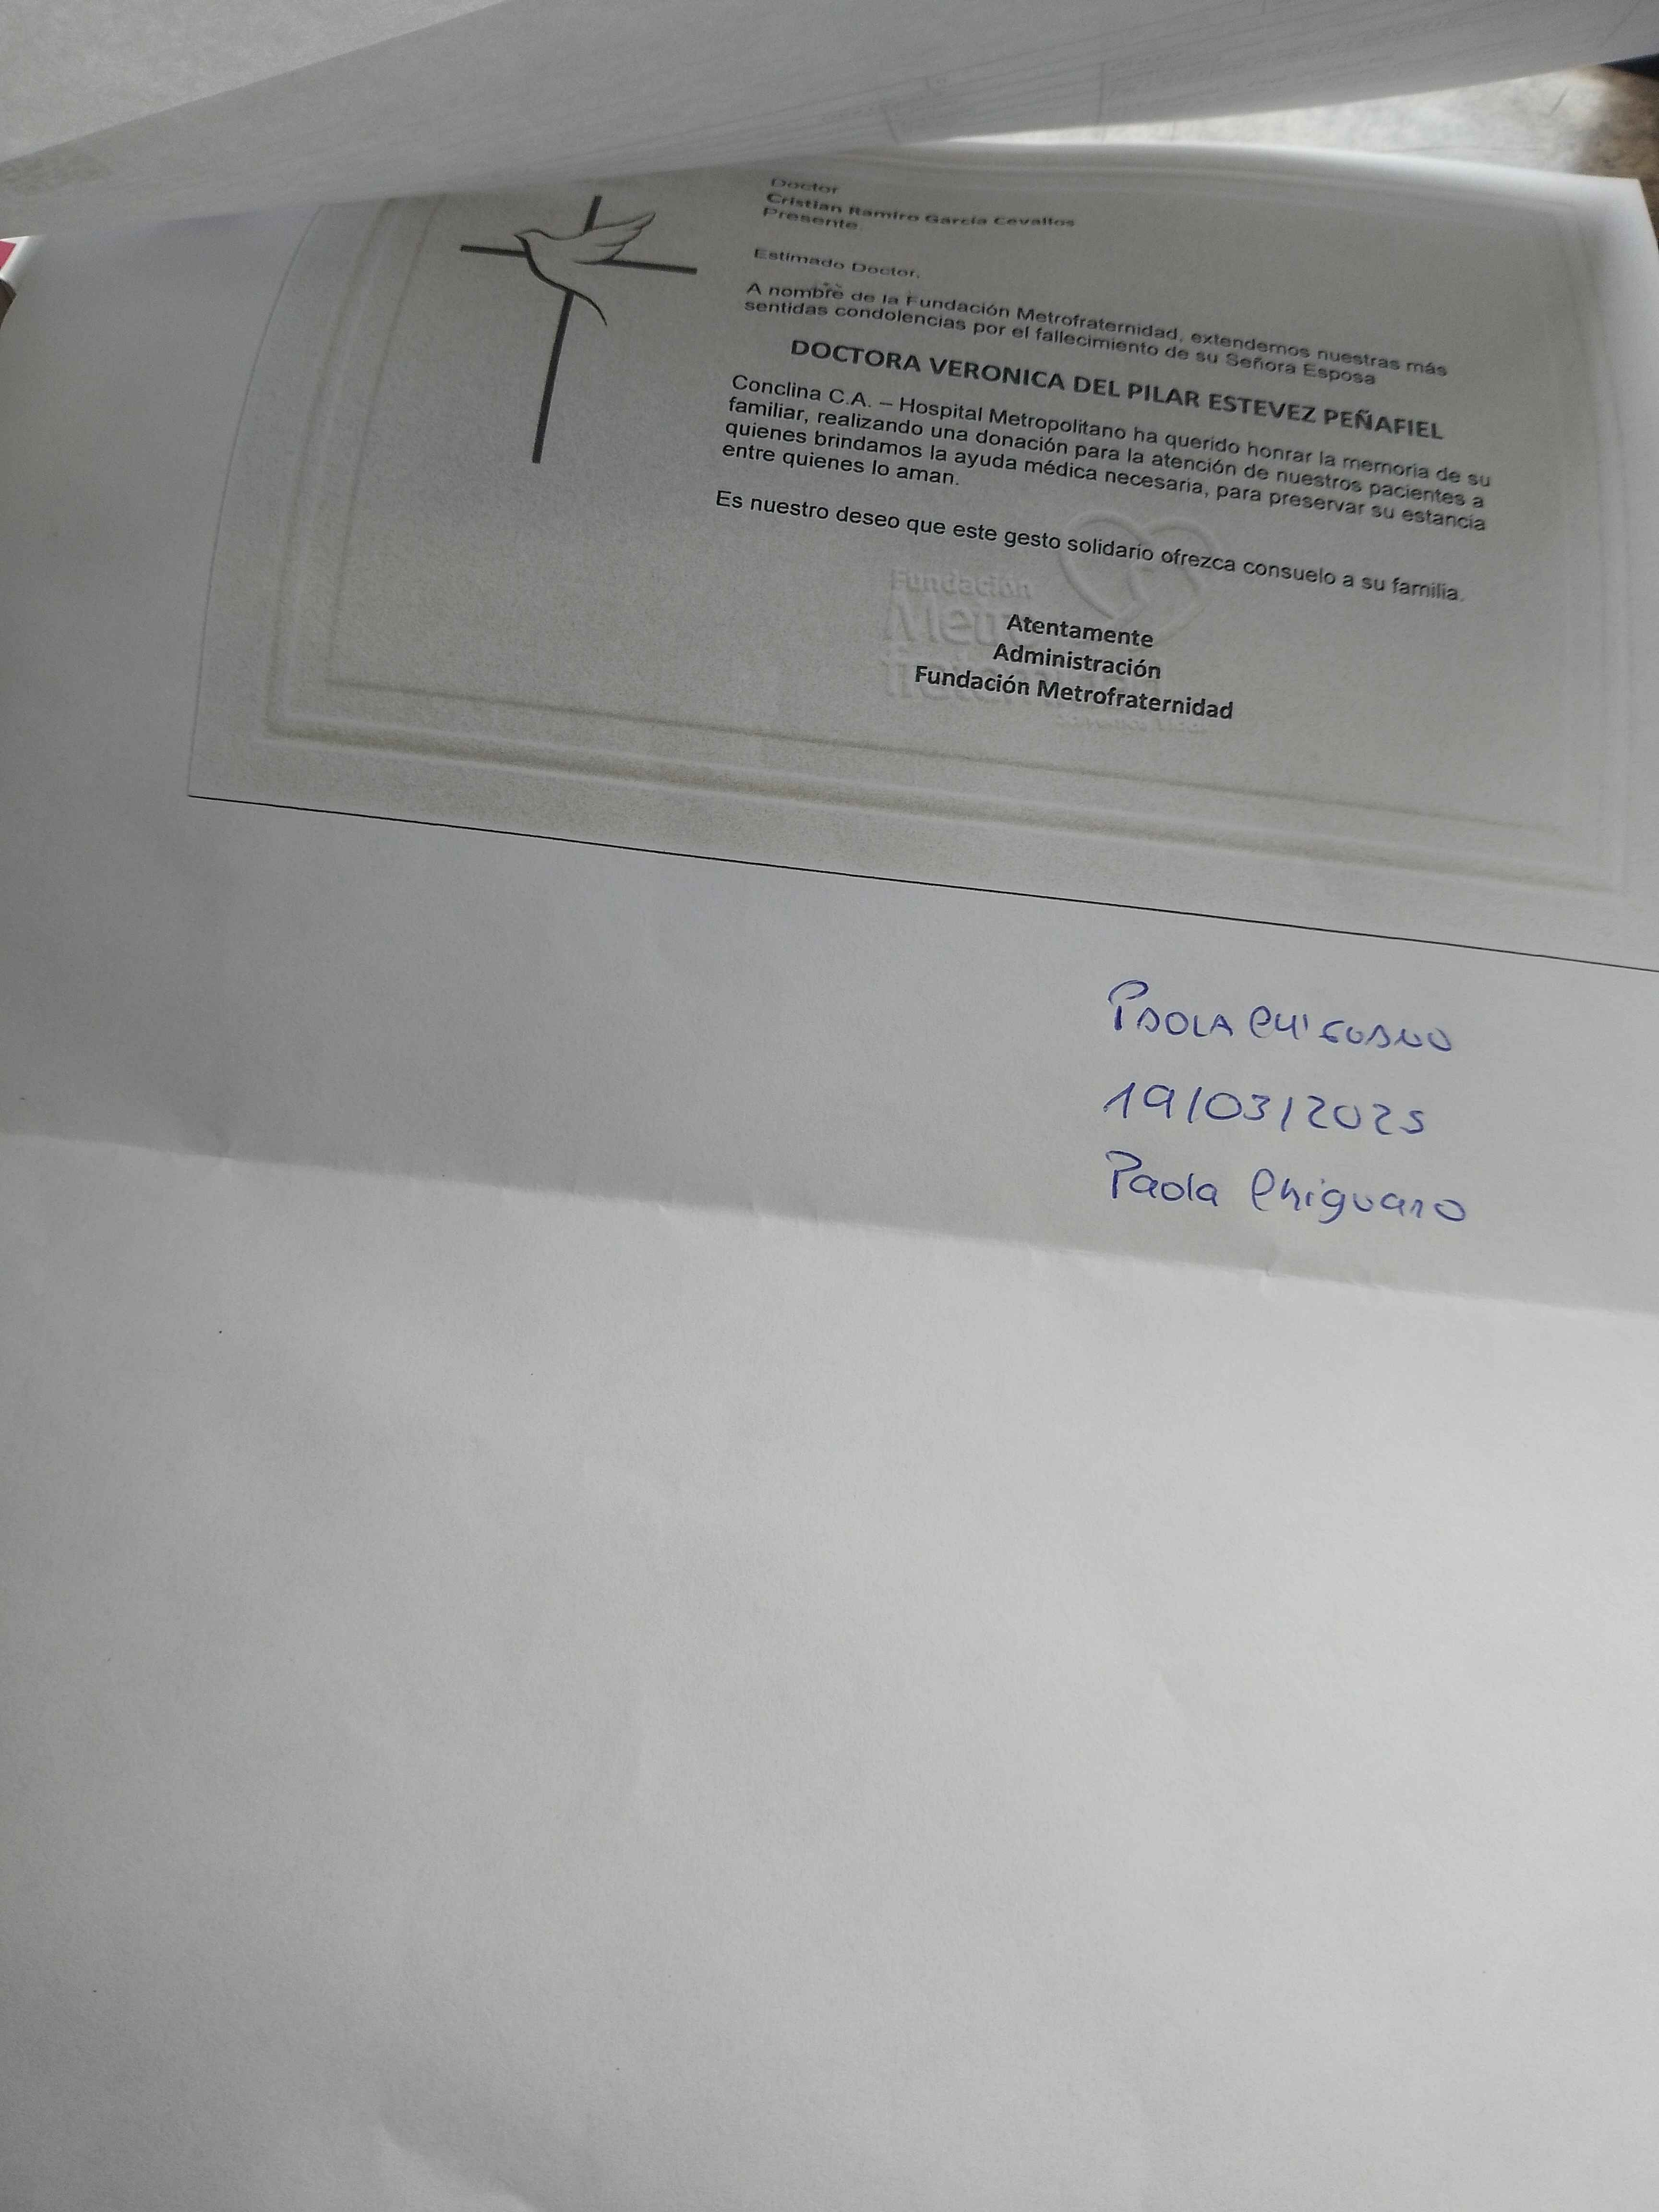 Doctor
Cristian Ramiro García Cevallos
Presente
Estimado Doctor.
A nombre de la Fundación Metrofraternidad, extendemos nuestras más
sentidas condolencias por el fallecimiento de su Señora Esposa
DOCTORA VERONICA DEL PILAR ESTEVEZ PEÑAFIEL
Conclina C.A. – Hospital Metropolitano ha querido honrar la memoria de su
familiar, realizando una donación para la atención de nuestros pacientes a
quienes brindamos la ayuda médica necesaria, para preservar su estancia
entre quienes lo aman.
Es nuestro deseo que este gesto solidario ofrezca consuelo a su familia.
Fundación
Metro
Atentamente
Administración
Fundación Metrofraternidad
PAOLA CHIGUANO
19/03/2025
Paola Chiguano